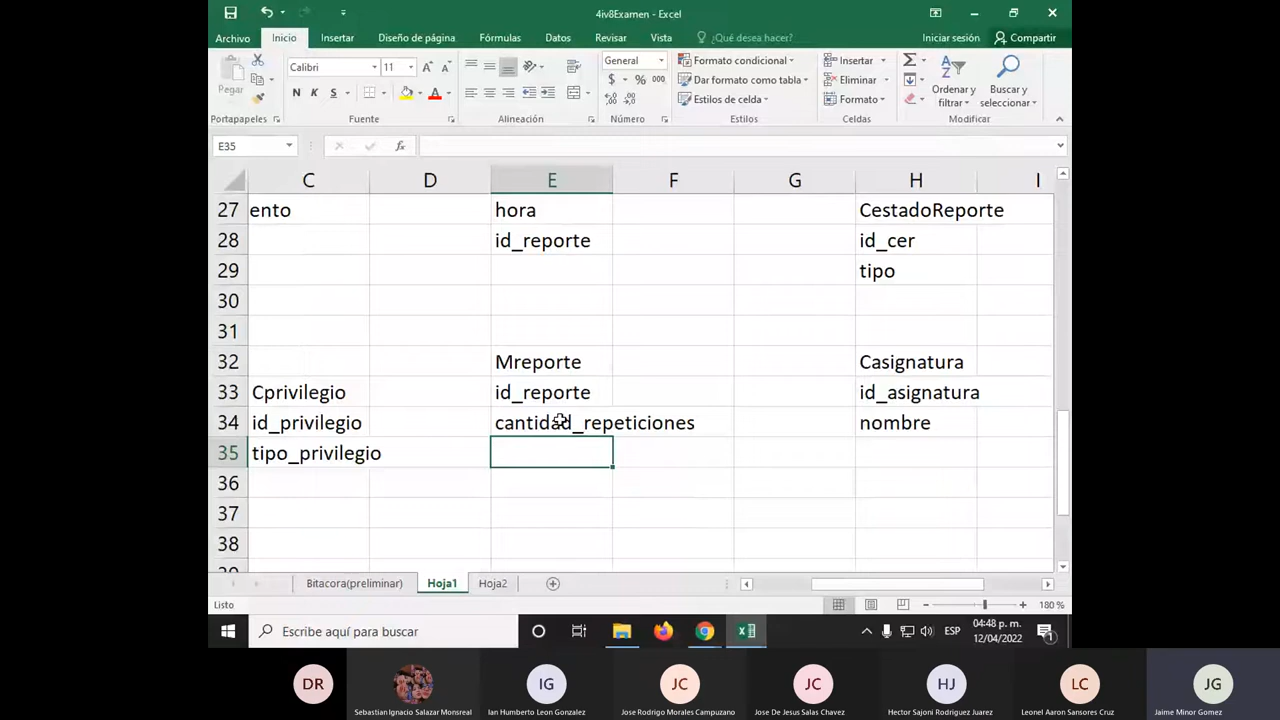 4iv8Examen - Excel
Archivo Inicio Insertar Diseño de página Fórmulas Datos Revisar Vista ¿Qué desea hacer? Iniciar sesión Compartir
Pegar
Calibri 11
N K S
General
$ % 000
Formato condicional
Dar formato como tabla
Estilos de celda
Insertar
Eliminar
Formato
Ordenar y filtrar
Buscar y seleccionar
Portapapeles Fuente Alineación Número Estilos Celdas Modificar
E35
C D E F G H I
27 ento hora CestadoReporte
28 id_reporte id_cer
29 tipo
30
31
32 Mreporte Casignatura
33 Cprivilegio id_reporte id_asignatura
34 id_privilegio cantidad_repeticiones nombre
35 tipo_privilegio
36
37
38
Bitacora(preliminar) Hoja1 Hoja2
Listo 180 %
Escribe aquí para buscar
ESP
04:48 p. m.
12/04/2022
1
DR IG JC JC HJ LC JG
Sebastian Ignacio Salazar Monsreal Ian Humberto Leon Gonzalez Jose Rodrigo Morales Campuzano Jose De Jesus Salas Chavez Hector Sajoni Rodriguez Juarez Leonel Aaron Sansores Cruz Jaime Minor Gomez